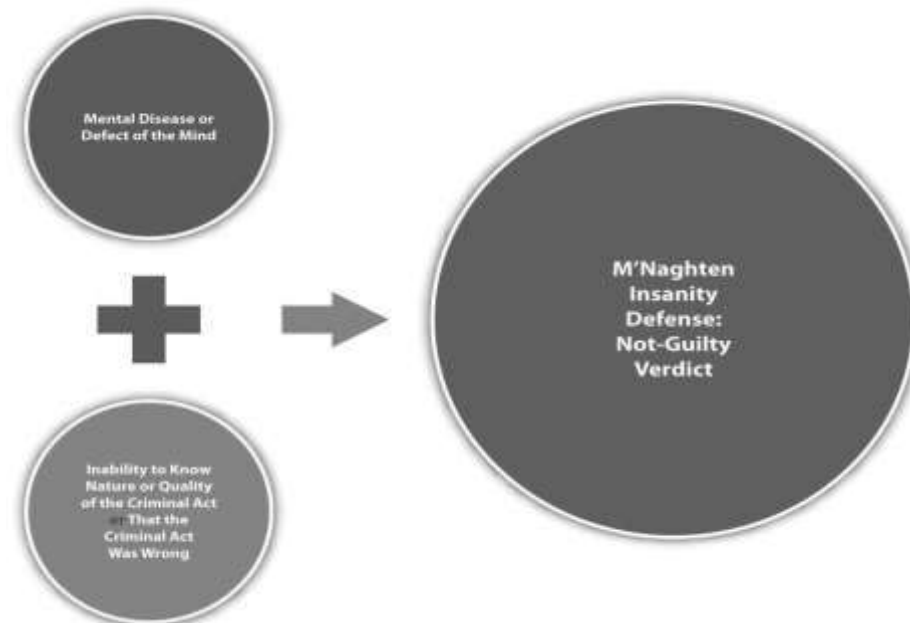 Mental Disease or
Defect of the Mind
Inability to Know
Nature or Quality
of the Criminal Act
or That the
Criminal Act
Was Wrong
M'Naghten
Insanity
Defense:
Not-Guilty
Verdict